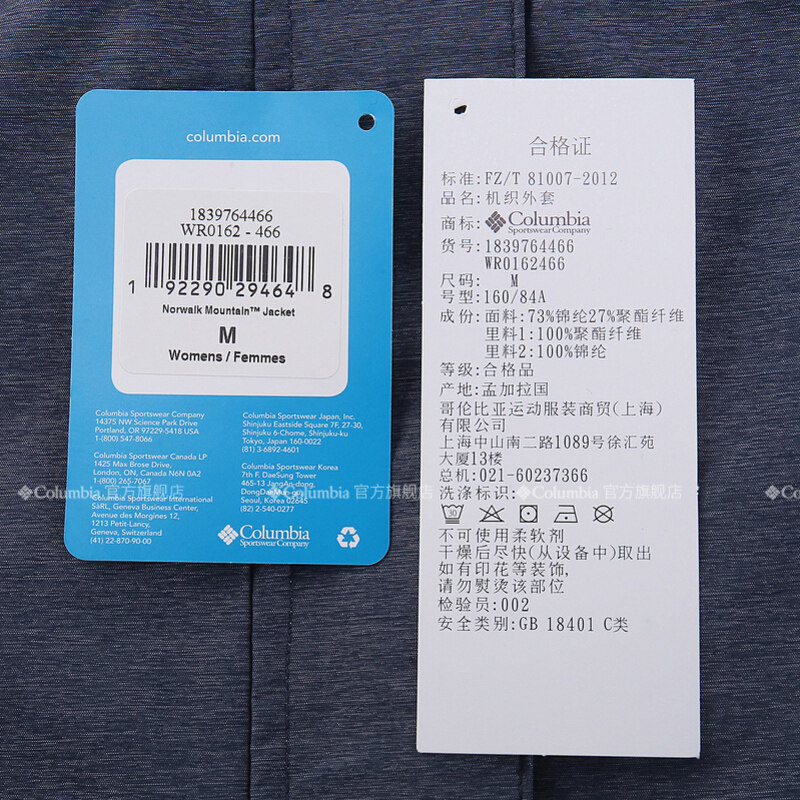 columbia.com
1839764466
WR0162 - 466
1 92290 29464 8
Norwalk Mountain™ Jacket
M
Womens / Femmes
Columbia Sportswear Company
14375 NW Science Park Drive
Portland, OR 97229-5418 USA
1-(800) 547-8066
Columbia Sportswear Canada LP
1425 Max Brose Drive,
London, ON, Canada N6N 0A2
1-(800) 265-7067
Columbia Sportswear International
SàRL, Geneva Business Center,
Avenue des Morgines 12,
1213 Petit-Lancy,
Geneva, Switzerland
(41) 22-870-90-00
Columbia Sportswear Japan, Inc.
Shinjuku Eastside Square 7F, 27-30,
Shinjuku 6-Chome, Shinjuku-ku
Tokyo, Japan 160-0022
(81) 3-6892-4601
Columbia Sportswear Korea
7th F. DaeSung Tower
465-13 JangAn-dong,
Seoul, Korea 02645
(82) 2-540-0277
Columbia
Sportswear Company
合格证
标准:FZ/T 81007-2012
品名:机织外套
商标:Columbia
Sportswear Company
货号:1839764466
WR0162466
尺码: M
号型:160/84A
成份:面料:73%锦纶27%聚酯纤维
里料1:100%聚酯纤维
里料2:100%锦纶
等级:合格品
产地:孟加拉国
哥伦比亚运动服装商贸(上海)
有限公司
上海中山南二路1089号徐汇苑
大厦13楼
总机:021-60237366
洗涤标识:
30
不可使用柔软剂
干燥后尽快(从设备中)取出
如有印花等装饰,
请勿熨烫该部位
检验员:002
安全类别:GB 18401 C类
Columbia 官方旗舰店
Columbia 官方旗舰店
Columbia 官方旗舰店